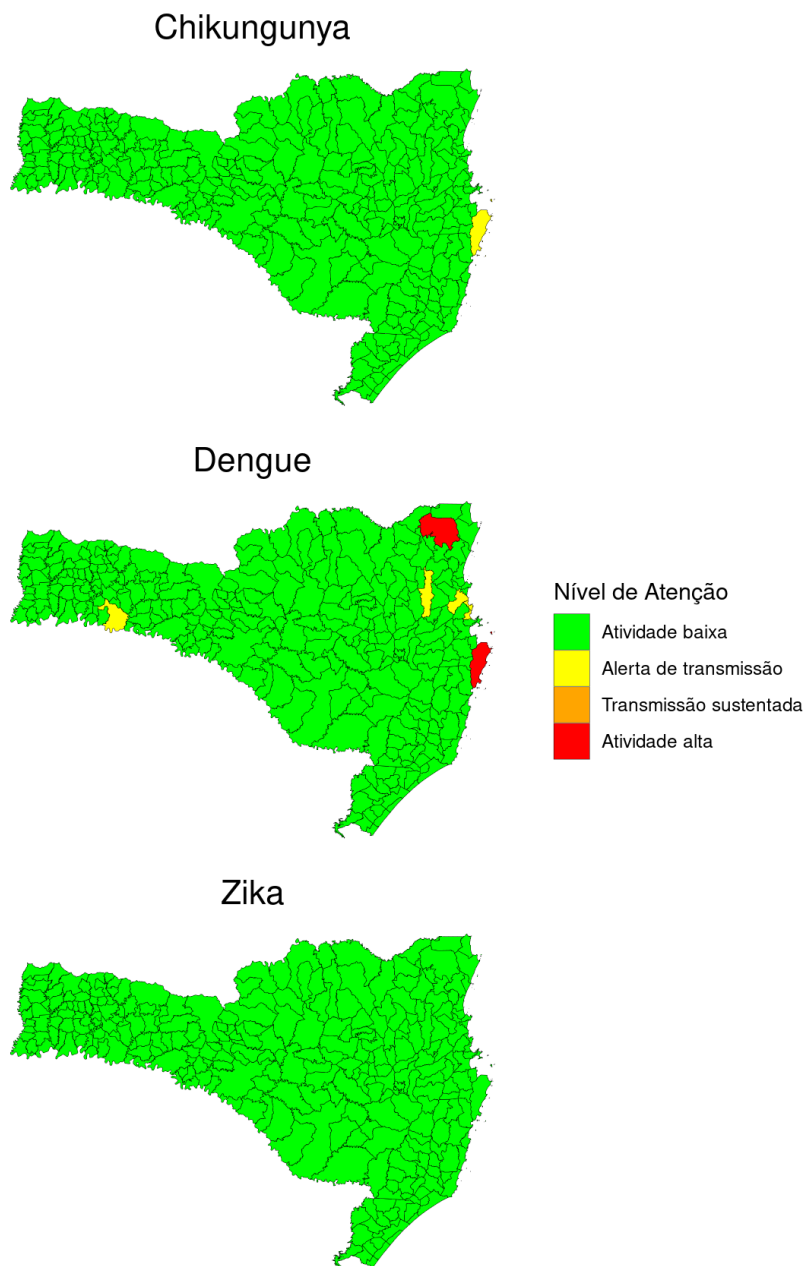 Chikungunya
Dengue
Nível de Atenção
Atividade baixa
Alerta de transmissão
Transmissão sustentada
Atividade alta
Zika